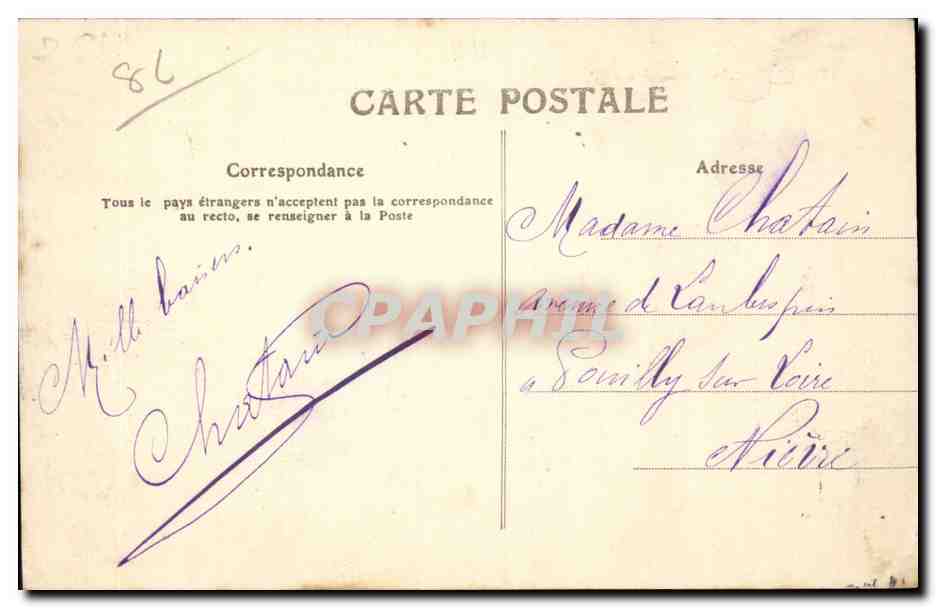 86
CARTE POSTALE
Correspondance
Tous le pays étrangers n'acceptent pas la correspondance
au recto, se renseigner à la Poste
Mille baisers.
Chatain
CPAPHIL
Adresse
Madame Chatain
avenue de Laubespin
a Pouilly sur Loire
Nièvre